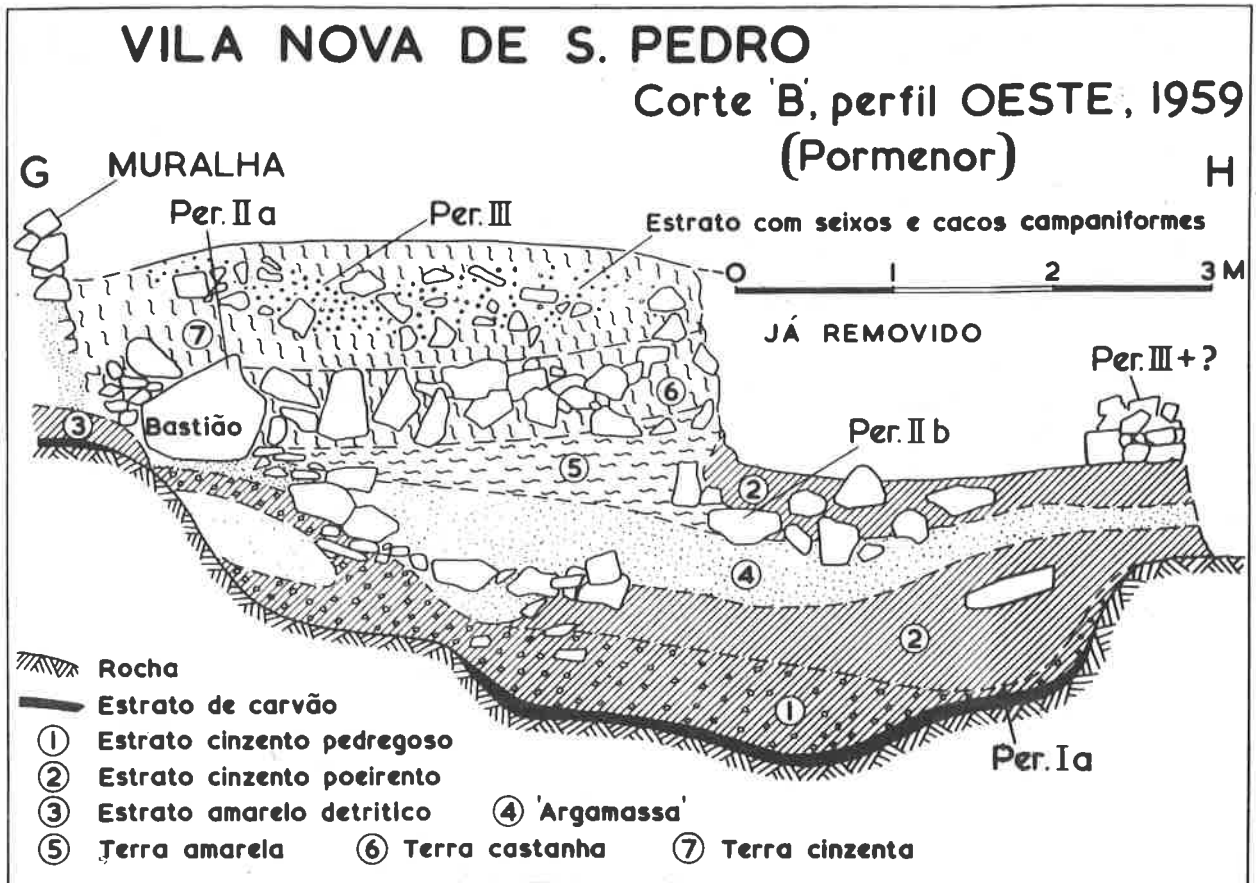 VILA NOVA DE S. PEDRO
Corte 'B', perfil OESTE, 1959
(Pormenor)
G
MURALHA
H
Per. II a
Per. III
Estrato com seixos e cacos campaniformes
0 1 2 3 M
JÁ REMOVIDO
7
Per. III + ?
6
3
Bastião
Per. II b
5
2
4
2
1
Per. I a
Rocha
Estrato de carvão
1 Estrato cinzento pedregoso
2 Estrato cinzento poeirento
3 Estrato amarelo detritico 4 'Argamassa'
5 Terra amarela 6 Terra castanha 7 Terra cinzenta